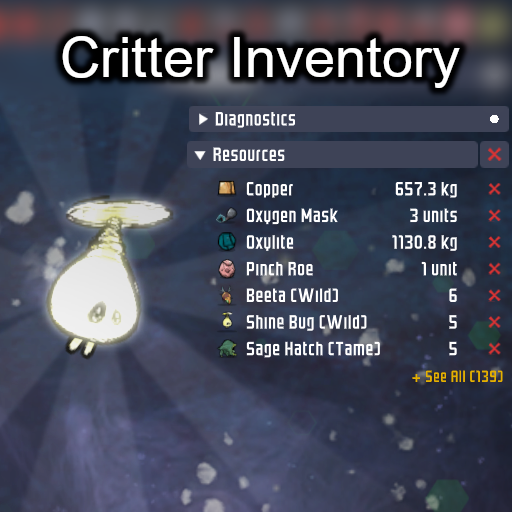 Critter Inventory
Diagnostics
Resources
Copper 657.3 kg
Oxygen Mask 3 units
Oxylite 1130.8 kg
Pinch Roe 1 unit
Beeta (Wild) 6
Shine Bug (Wild) 5
Sage Hatch (Tame) 5
+ See All (139)